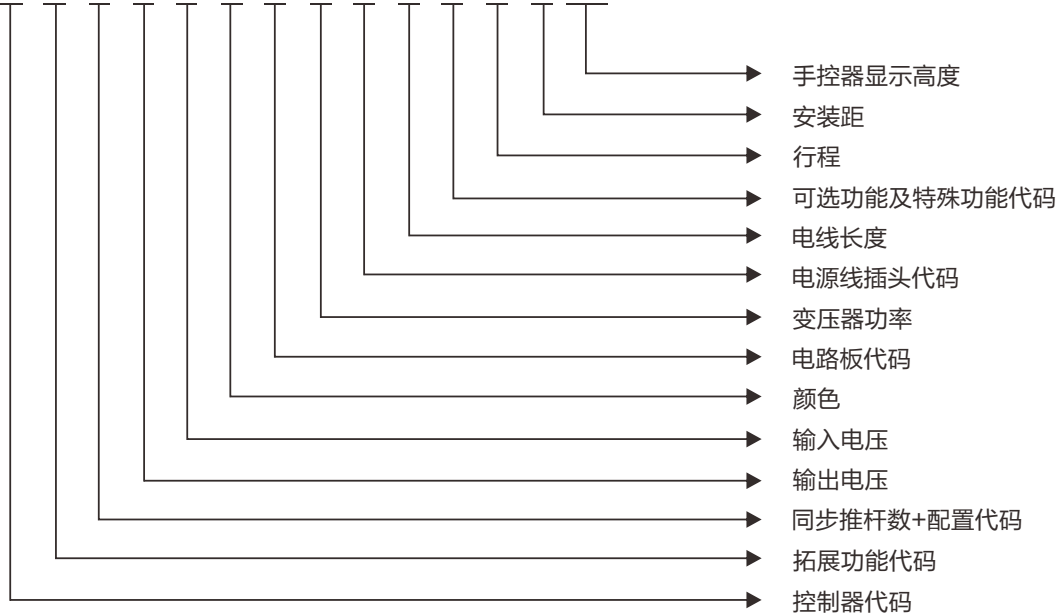 手控器显示高度
安装距
行程
可选功能及特殊功能代码
电线长度
电源线插头代码
变压器功率
电路板代码
颜色
输入电压
输出电压
同步推杆数+配置代码
拓展功能代码
控制器代码